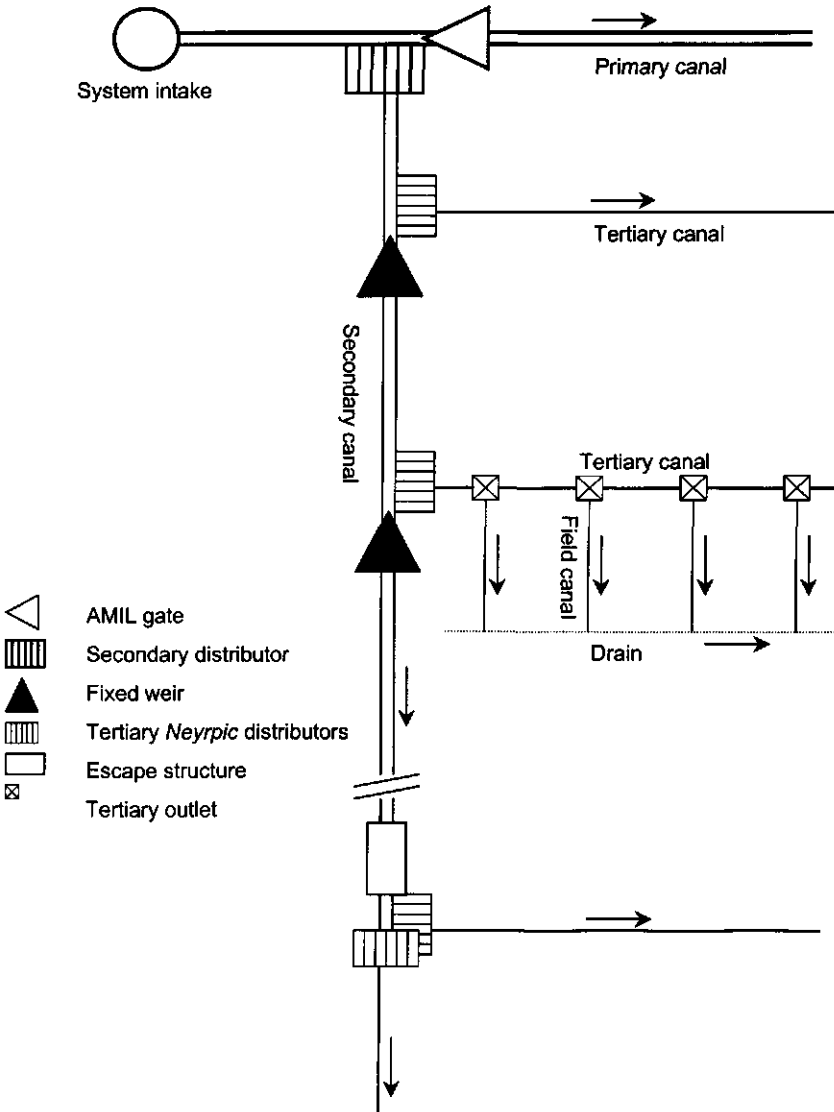 System intake
Primary canal
Tertiary canal
Secondary canal
Tertiary canal
Field canal
Drain
AMIL gate
Secondary distributor
Fixed weir
Tertiary Neyrpic distributors
Escape structure
Tertiary outlet